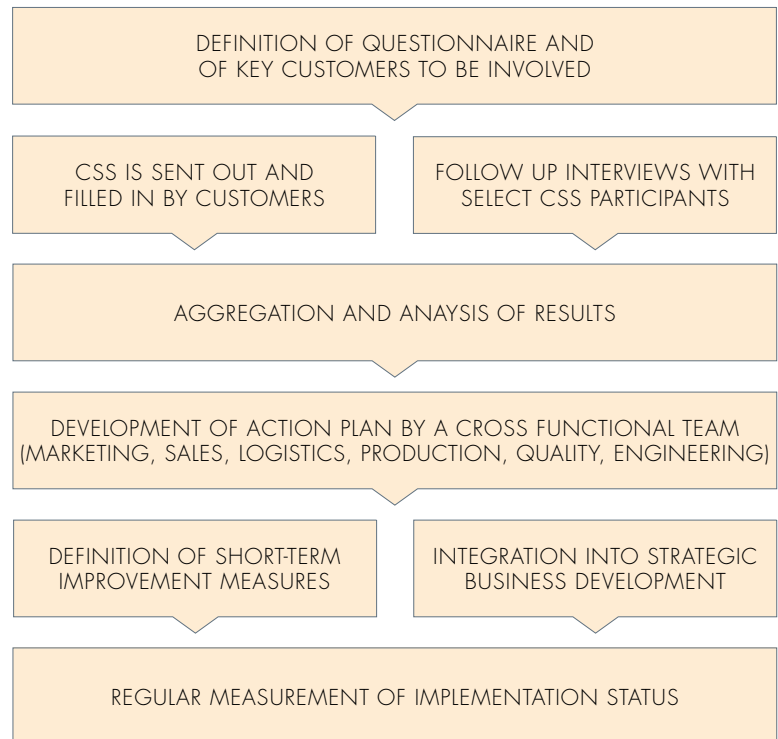 DEFINITION OF QUESTIONNAIRE AND
OF KEY CUSTOMERS TO BE INVOLVED
CSS IS SENT OUT AND
FILLED IN BY CUSTOMERS
FOLLOW UP INTERVIEWS WITH
SELECT CSS PARTICIPANTS
AGGREGATION AND ANAYSIS OF RESULTS
DEVELOPMENT OF ACTION PLAN BY A CROSS FUNCTIONAL TEAM
(MARKETING, SALES, LOGISTICS, PRODUCTION, QUALITY, ENGINEERING)
DEFINITION OF SHORT-TERM
IMPROVEMENT MEASURES
INTEGRATION INTO STRATEGIC
BUSINESS DEVELOPMENT
REGULAR MEASUREMENT OF IMPLEMENTATION STATUS